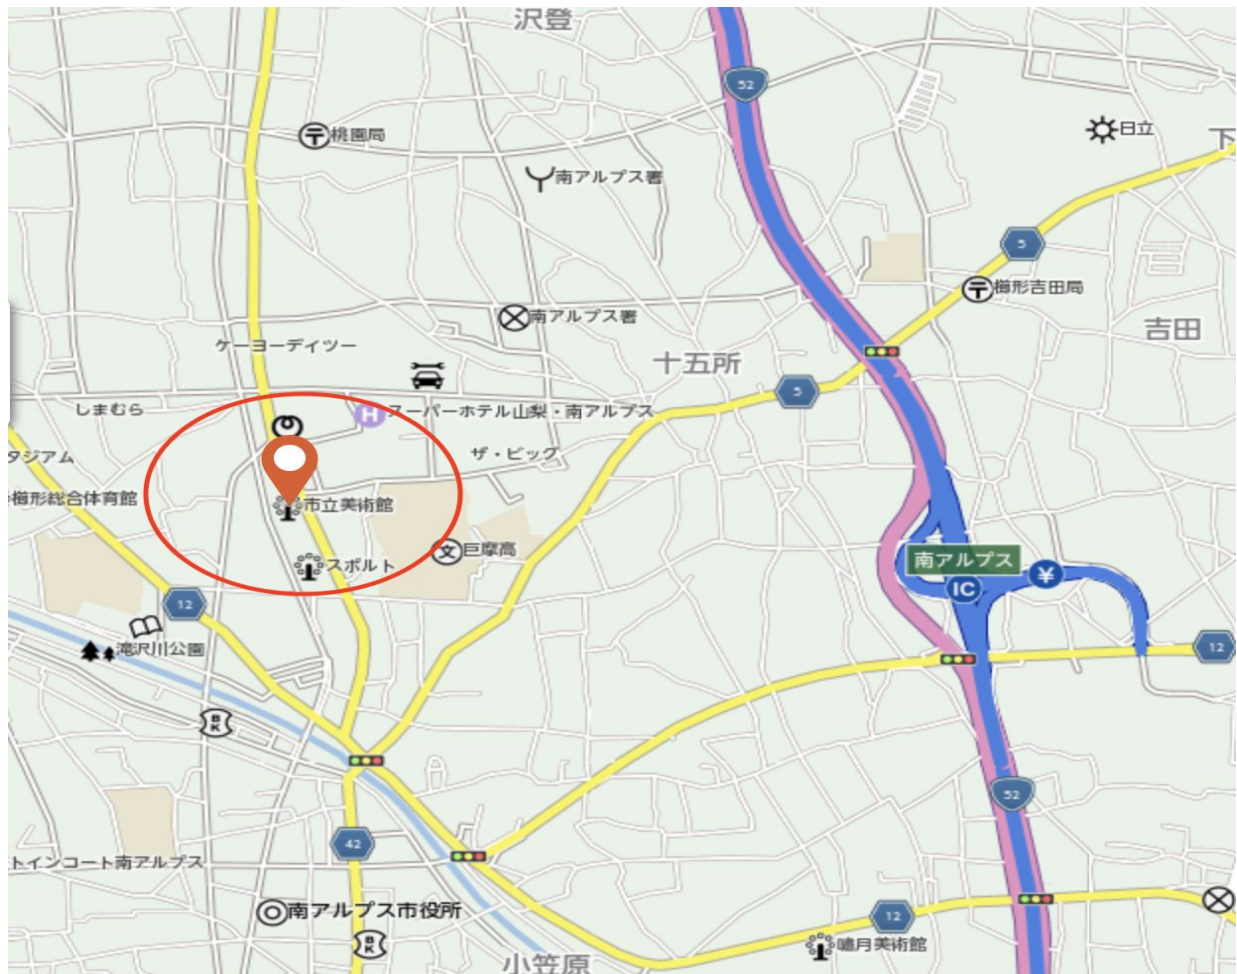 沢登
52
日立
下
桃園局
南アルプス署
5
櫛形吉田局
南アルプス署
吉田
ケーヨーデイツー
十五所
5
しまむら
H
スーパーホテル山梨・南アルプス
タジアム
ザ・ビッグ
櫛形総合体育館
市立美術館
文
巨摩高
スポルト
南アルプス
IC
¥
12
滝沢川公園
12
BK
52
42
トインコート南アルプス
南アルプス市役所
12
BK
嘯月美術館
小笠原